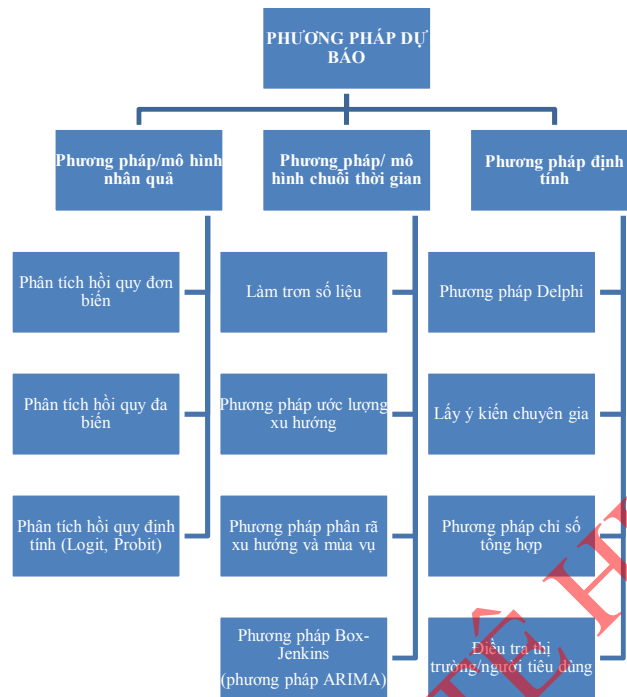 PHƯƠNG PHÁP DỰ
BÁO
Phương pháp/mô hình
nhân quả
Phân tích hồi quy đơn
biến
Phân tích hồi quy đa
biến
Phân tích hồi quy định
tính (Logit, Probit)
Phương pháp/ mô
hình chuỗi thời gian
Làm trơn số liệu
Phương pháp ước lượng
xu hướng
Phương pháp phân rã
xu hướng và mùa vụ
Phương pháp Box-
Jenkins
(phương pháp ARIMA)
Phương pháp định
tính
Phương pháp Delphi
Lấy ý kiến chuyên gia
Phương pháp chỉ số
tổng hợp
Điều tra thị
trường/người tiêu dùng
TẾ H